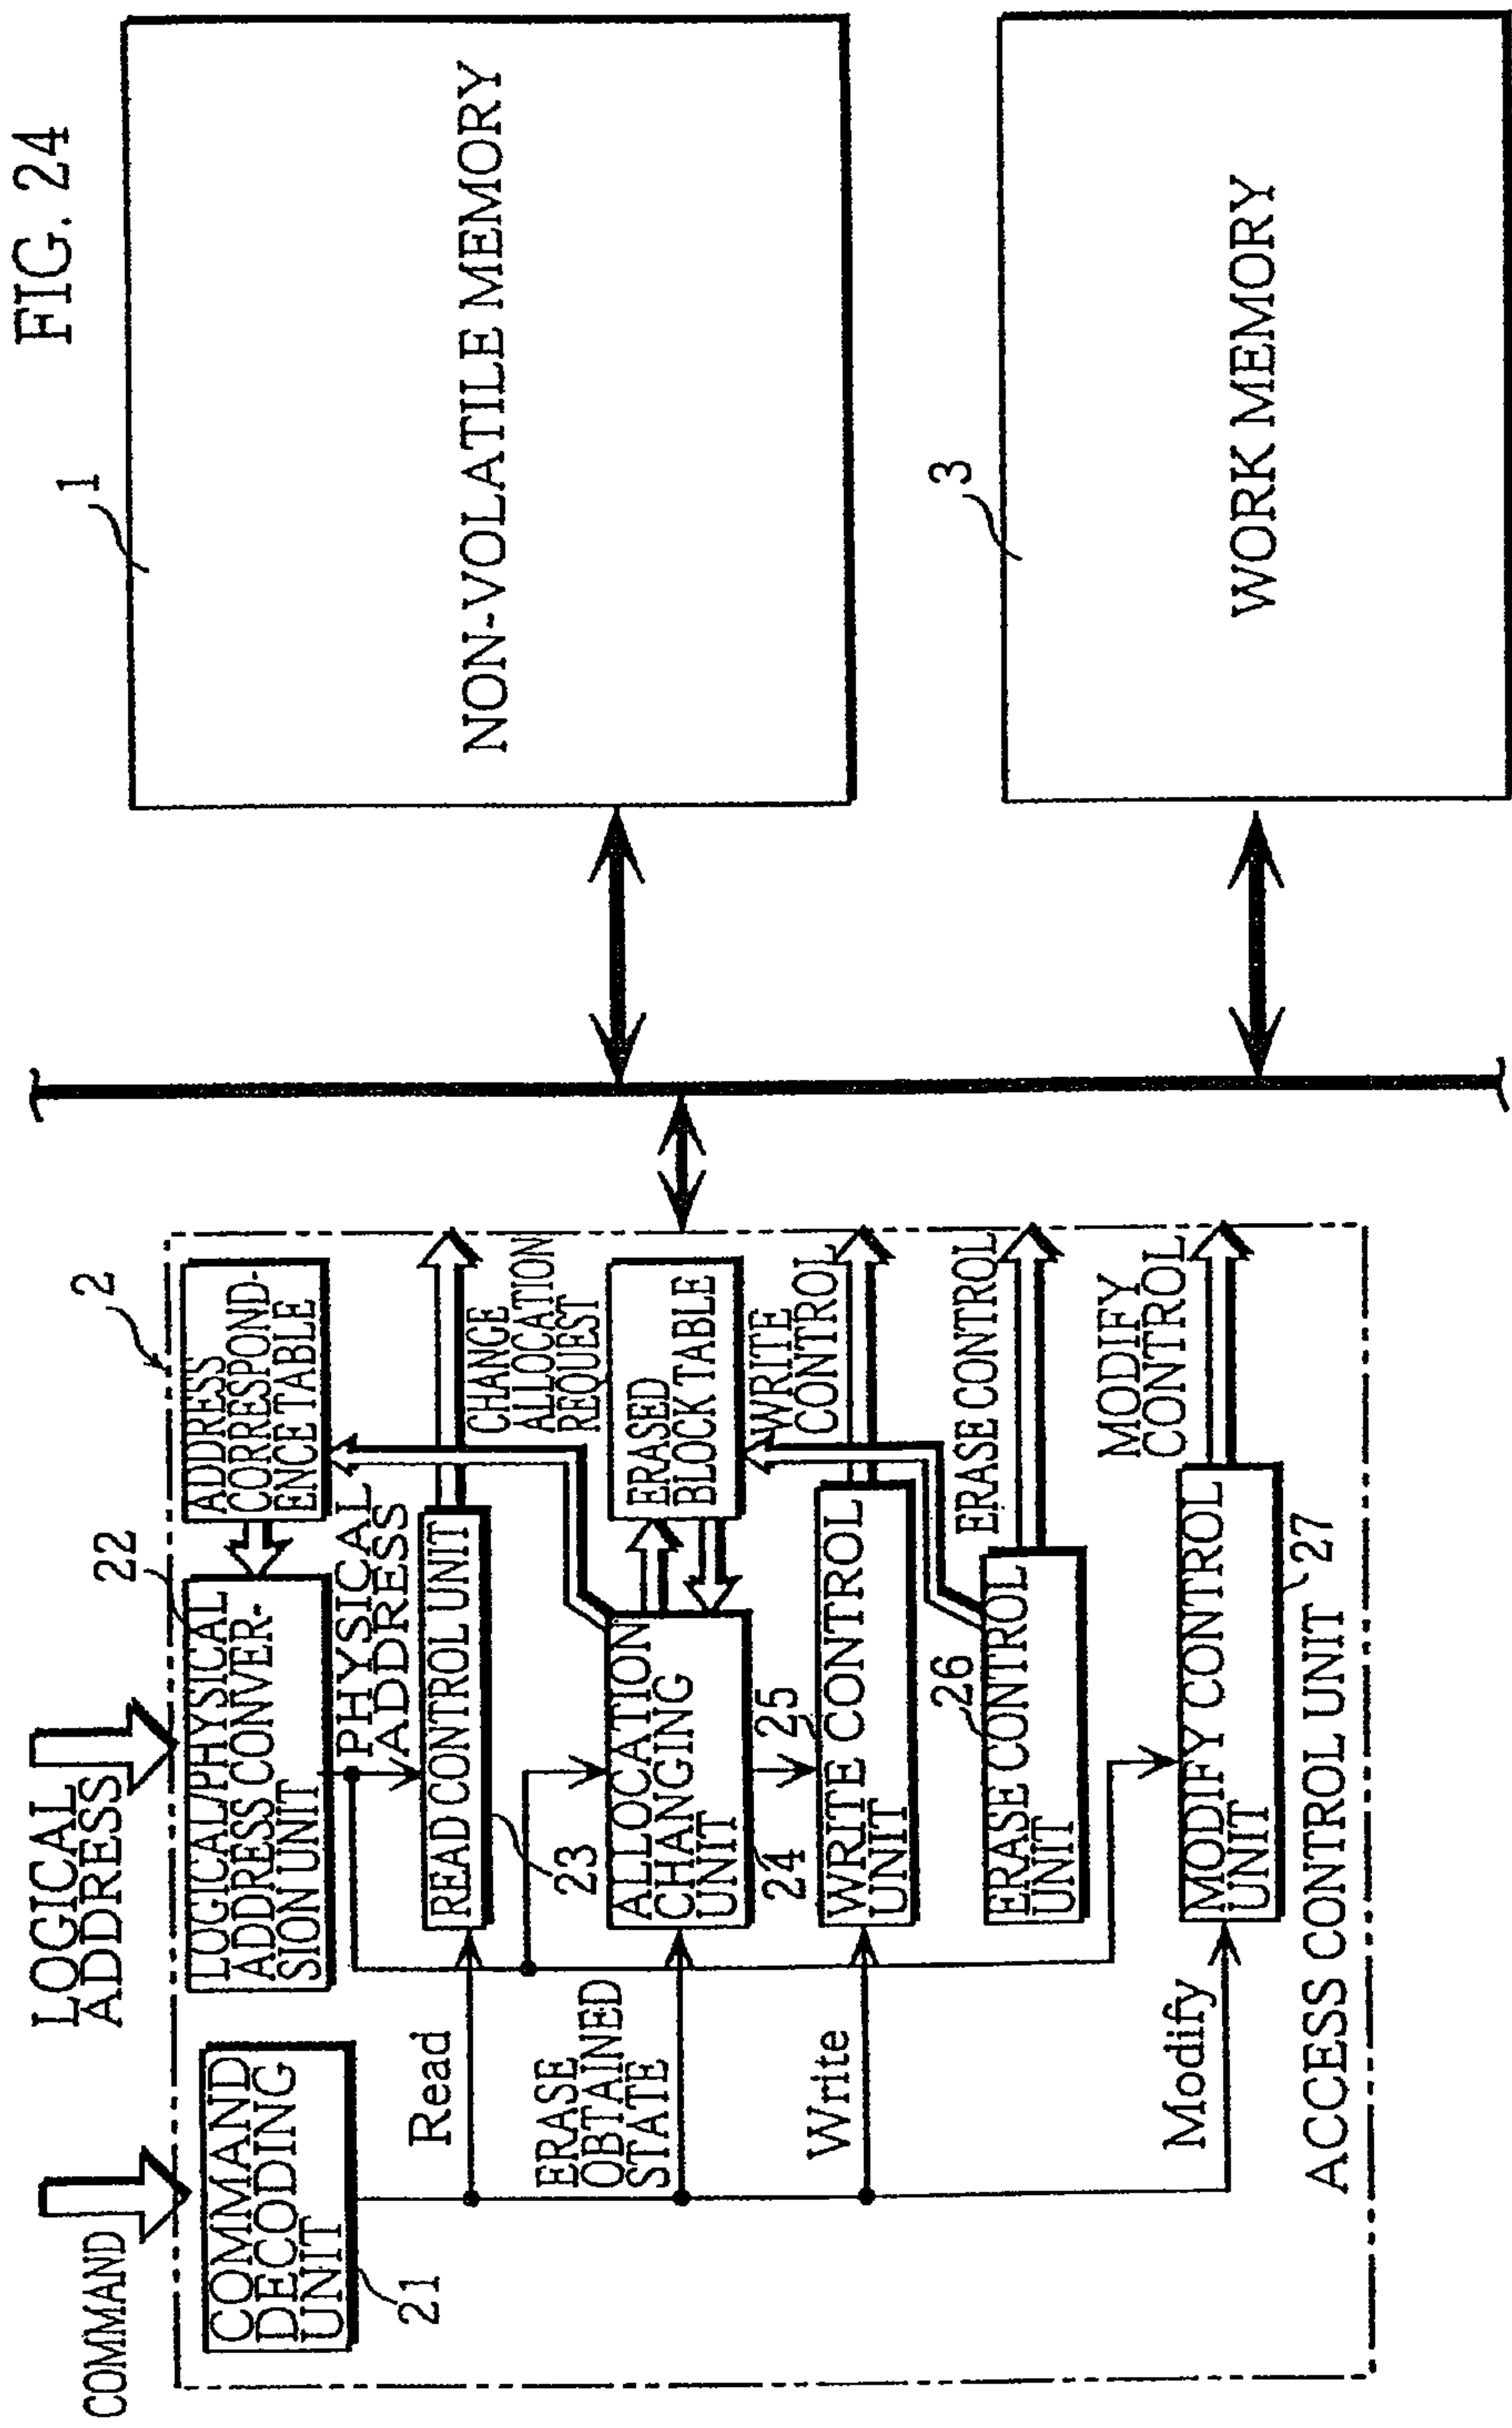 FIG. 24
COMMAND
LOGICAL
ADDRESS
2
COMMAND
DECODING
UNIT
21
LOGICAL/PHYSICAL
ADDRESS CONVER-
SION UNIT
22
ADDRESS
CORRESPOND-
ENCE TABLE
PHYSICAL
ADDRESS
Read
READ CONTROL UNIT
23
CHANGE
ALLOCATION
REQUEST
ERASE
OBTAINED
STATE
ALLOCATION
CHANGING
UNIT
24
ERASED
BLOCK TABLE
Write
25
WRITE CONTROL
UNIT
WRITE
CONTROL
26
ERASE CONTROL
UNIT
ERASE CONTROL
Modify
MODIFY CONTROL
UNIT
27
MODIFY
CONTROL
ACCESS CONTROL UNIT
1
NON-VOLATILE MEMORY
3
WORK MEMORY